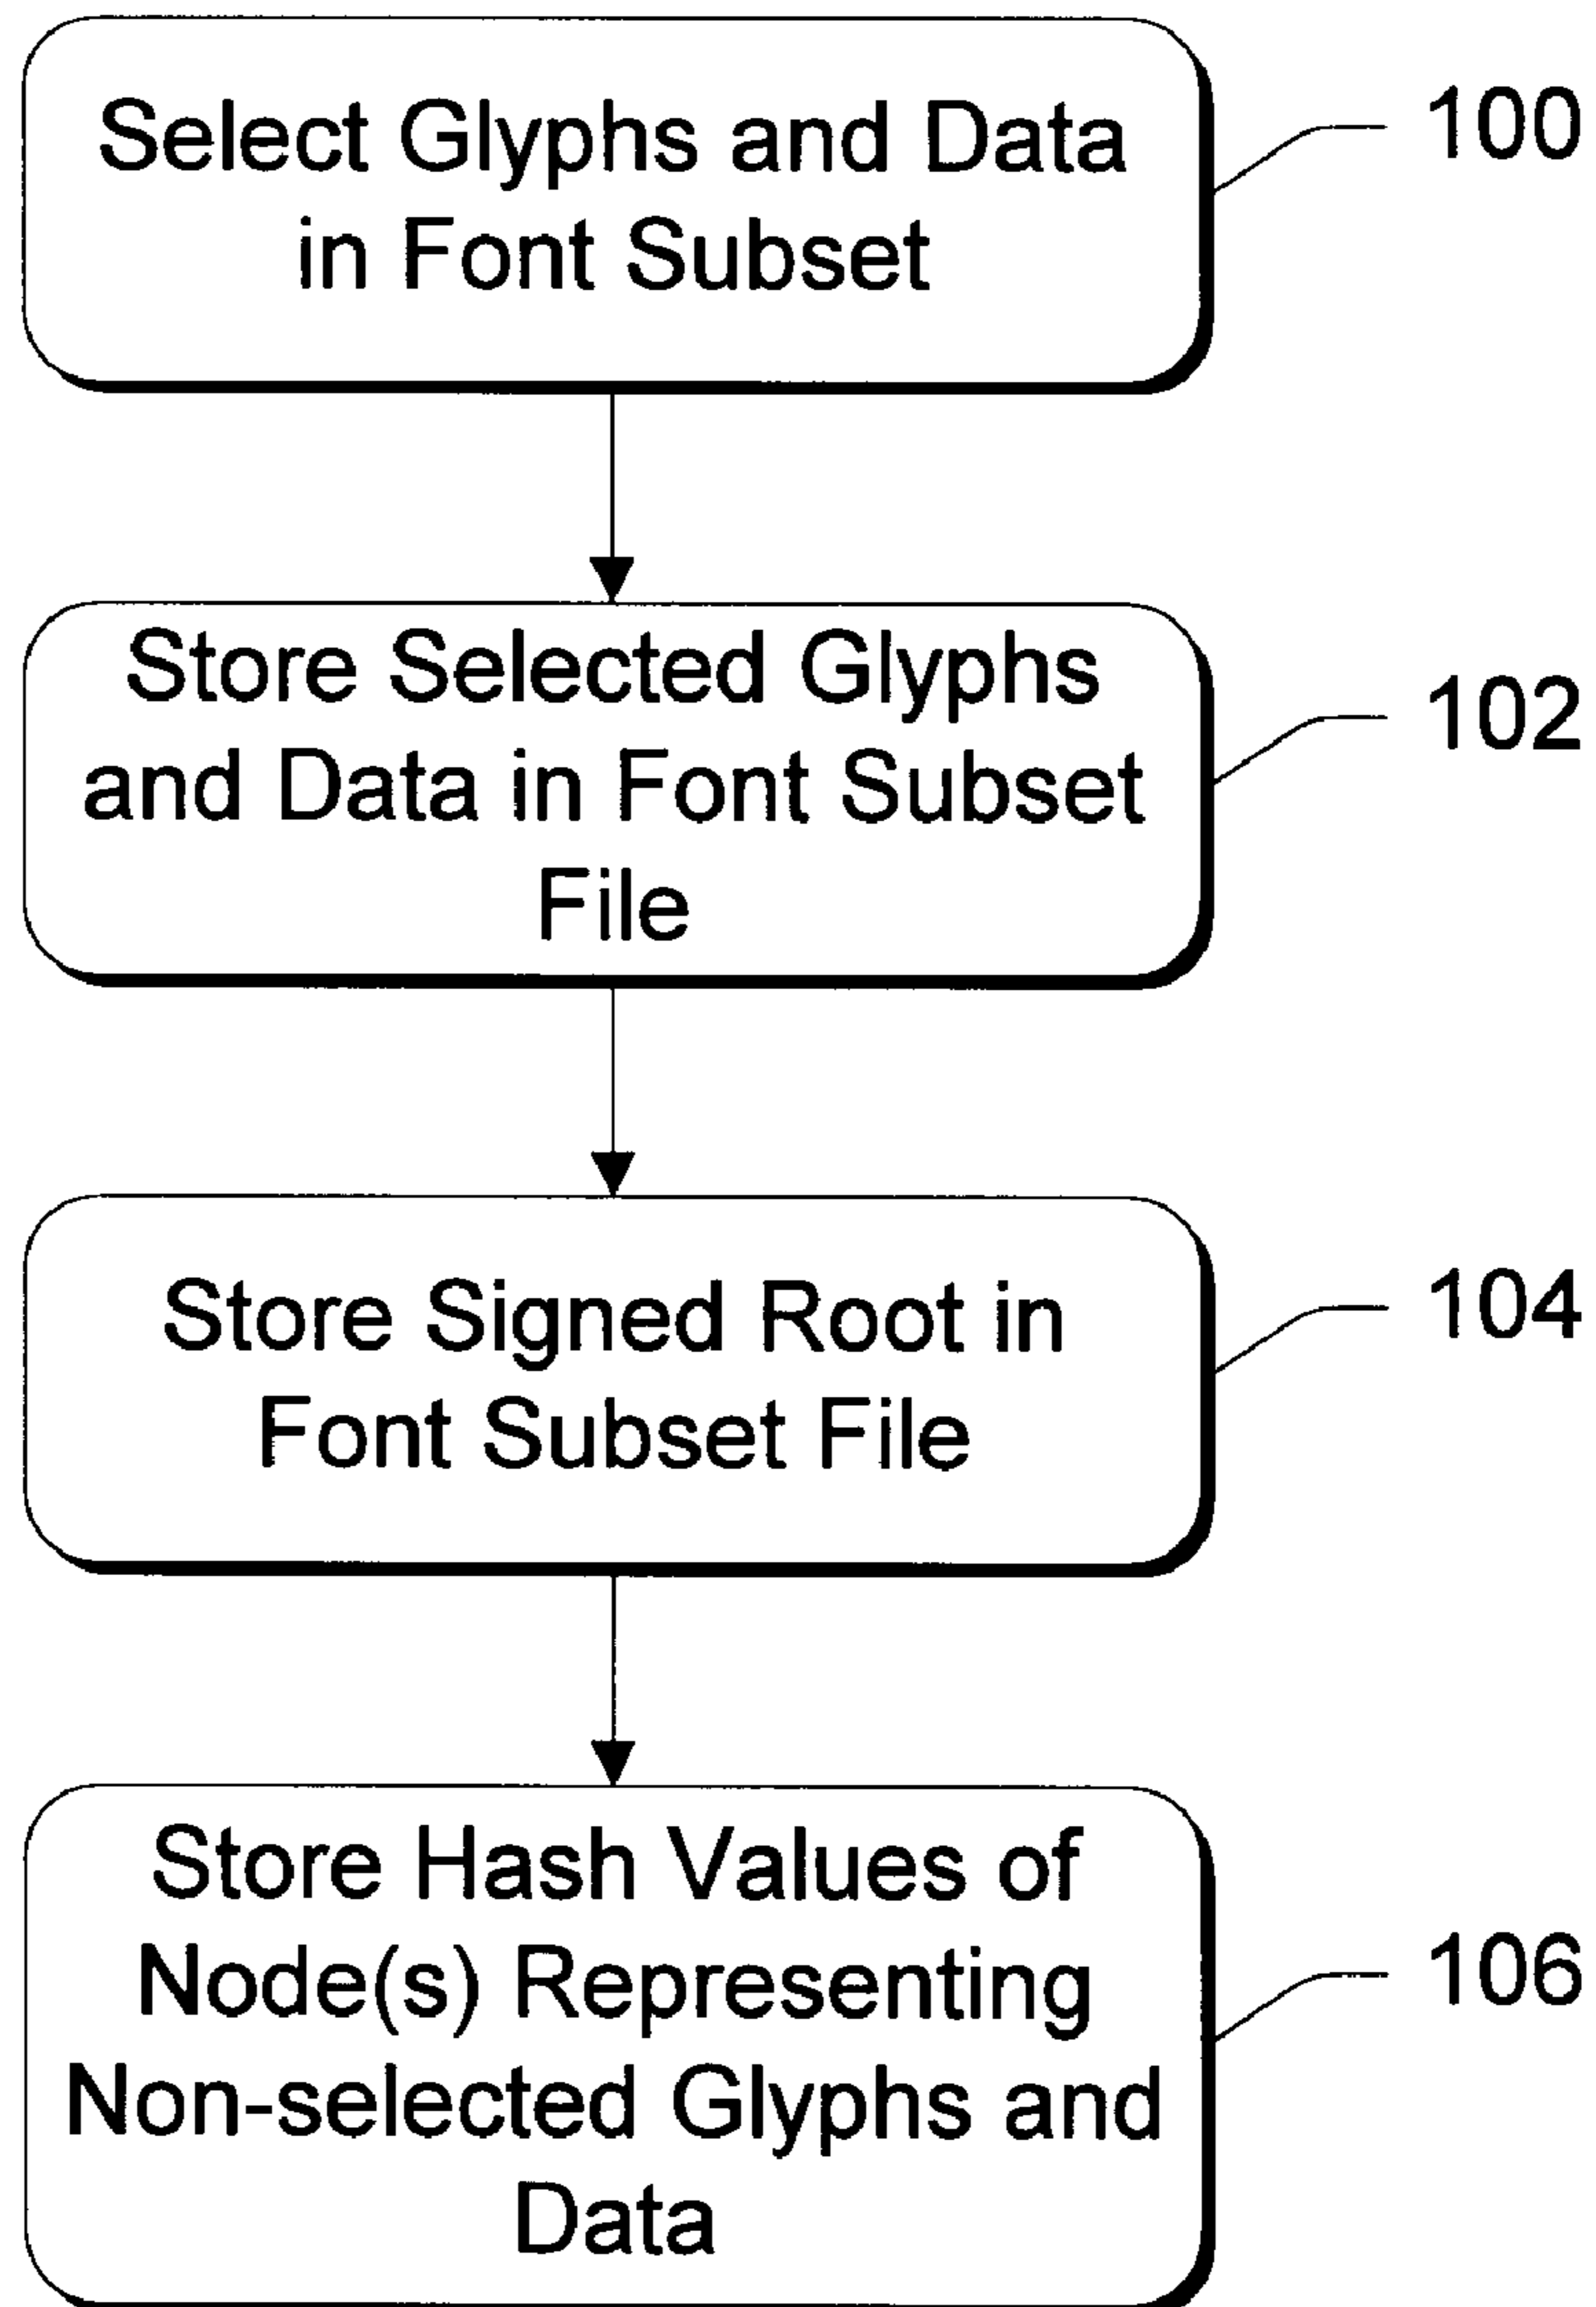 Select Glyphs and Data
in Font Subset
100
Store Selected Glyphs
and Data in Font Subset
File
102
Store Signed Root in
Font Subset File
104
Store Hash Values of
Node(s) Representing
Non-selected Glyphs and
Data
106